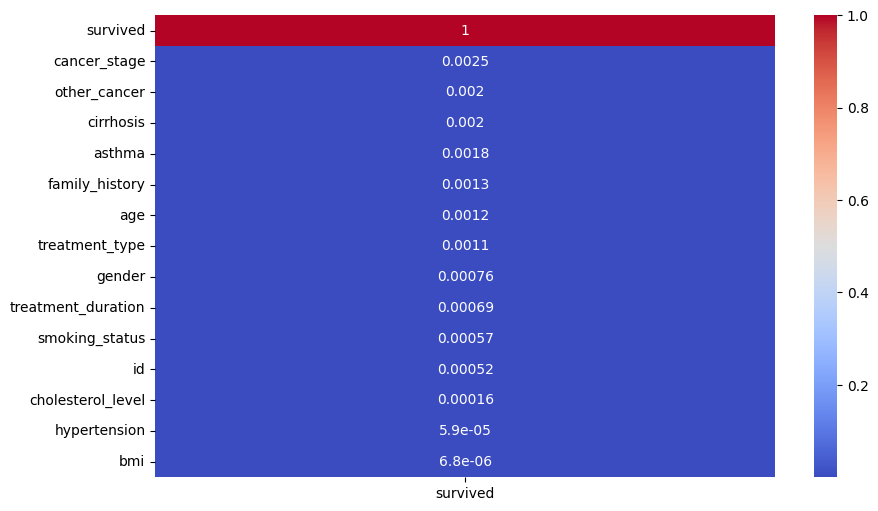 survived 1
cancer_stage 0.0025
other_cancer 0.002
cirrhosis 0.002
asthma 0.0018
family_history 0.0013
age 0.0012
treatment_type 0.0011
gender 0.00076
treatment_duration 0.00069
smoking_status 0.00057
id 0.00052
cholesterol_level 0.00016
hypertension 5.9e-05
bmi 6.8e-06
survived
1.0
0.8
0.6
0.4
0.2